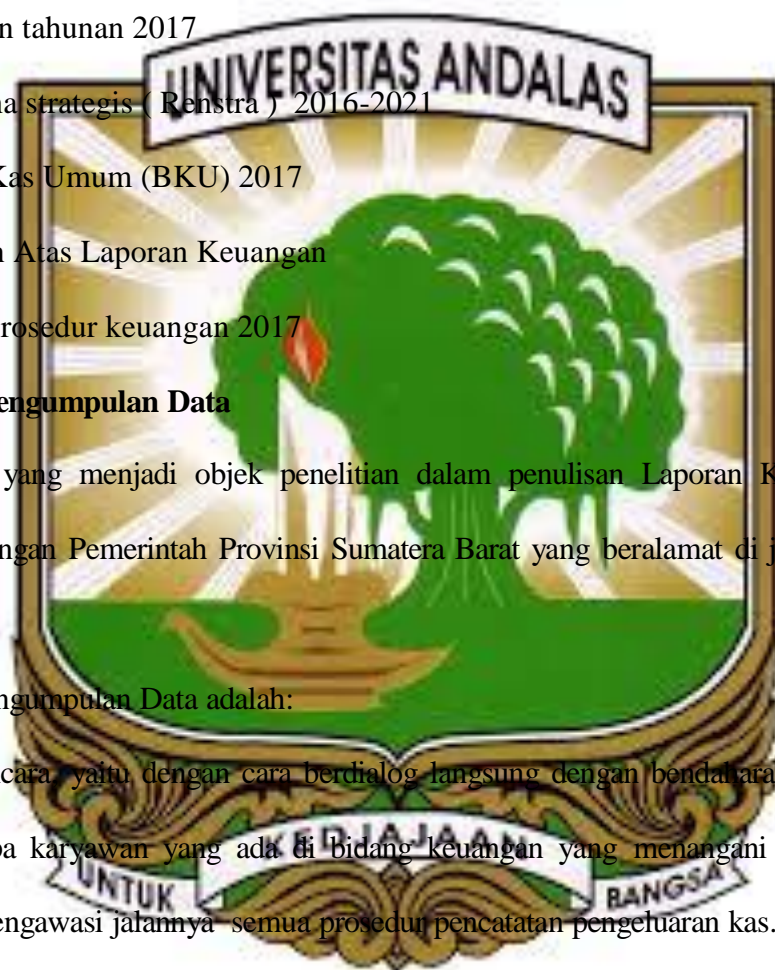 n tahunan 2017
UNIVERSITAS ANDALAS
a strategis ( Renstra ) 2016-2021
Kas Umum (BKU) 2017
n Atas Laporan Keuangan
rosedur keuangan 2017
engumpulan Data
yang menjadi objek penelitian dalam penulisan Laporan K
ngan Pemerintah Provinsi Sumatera Barat yang beralamat di j
ngumpulan Data adalah:
cara, yaitu dengan cara berdialog langsung dengan bendahara
pa karyawan yang ada di bidang keuangan yang menangani
KEDJAJAAN
UNTUK BANGSA
engawasi jalannya semua prosedur pencatatan pengeluaran kas.